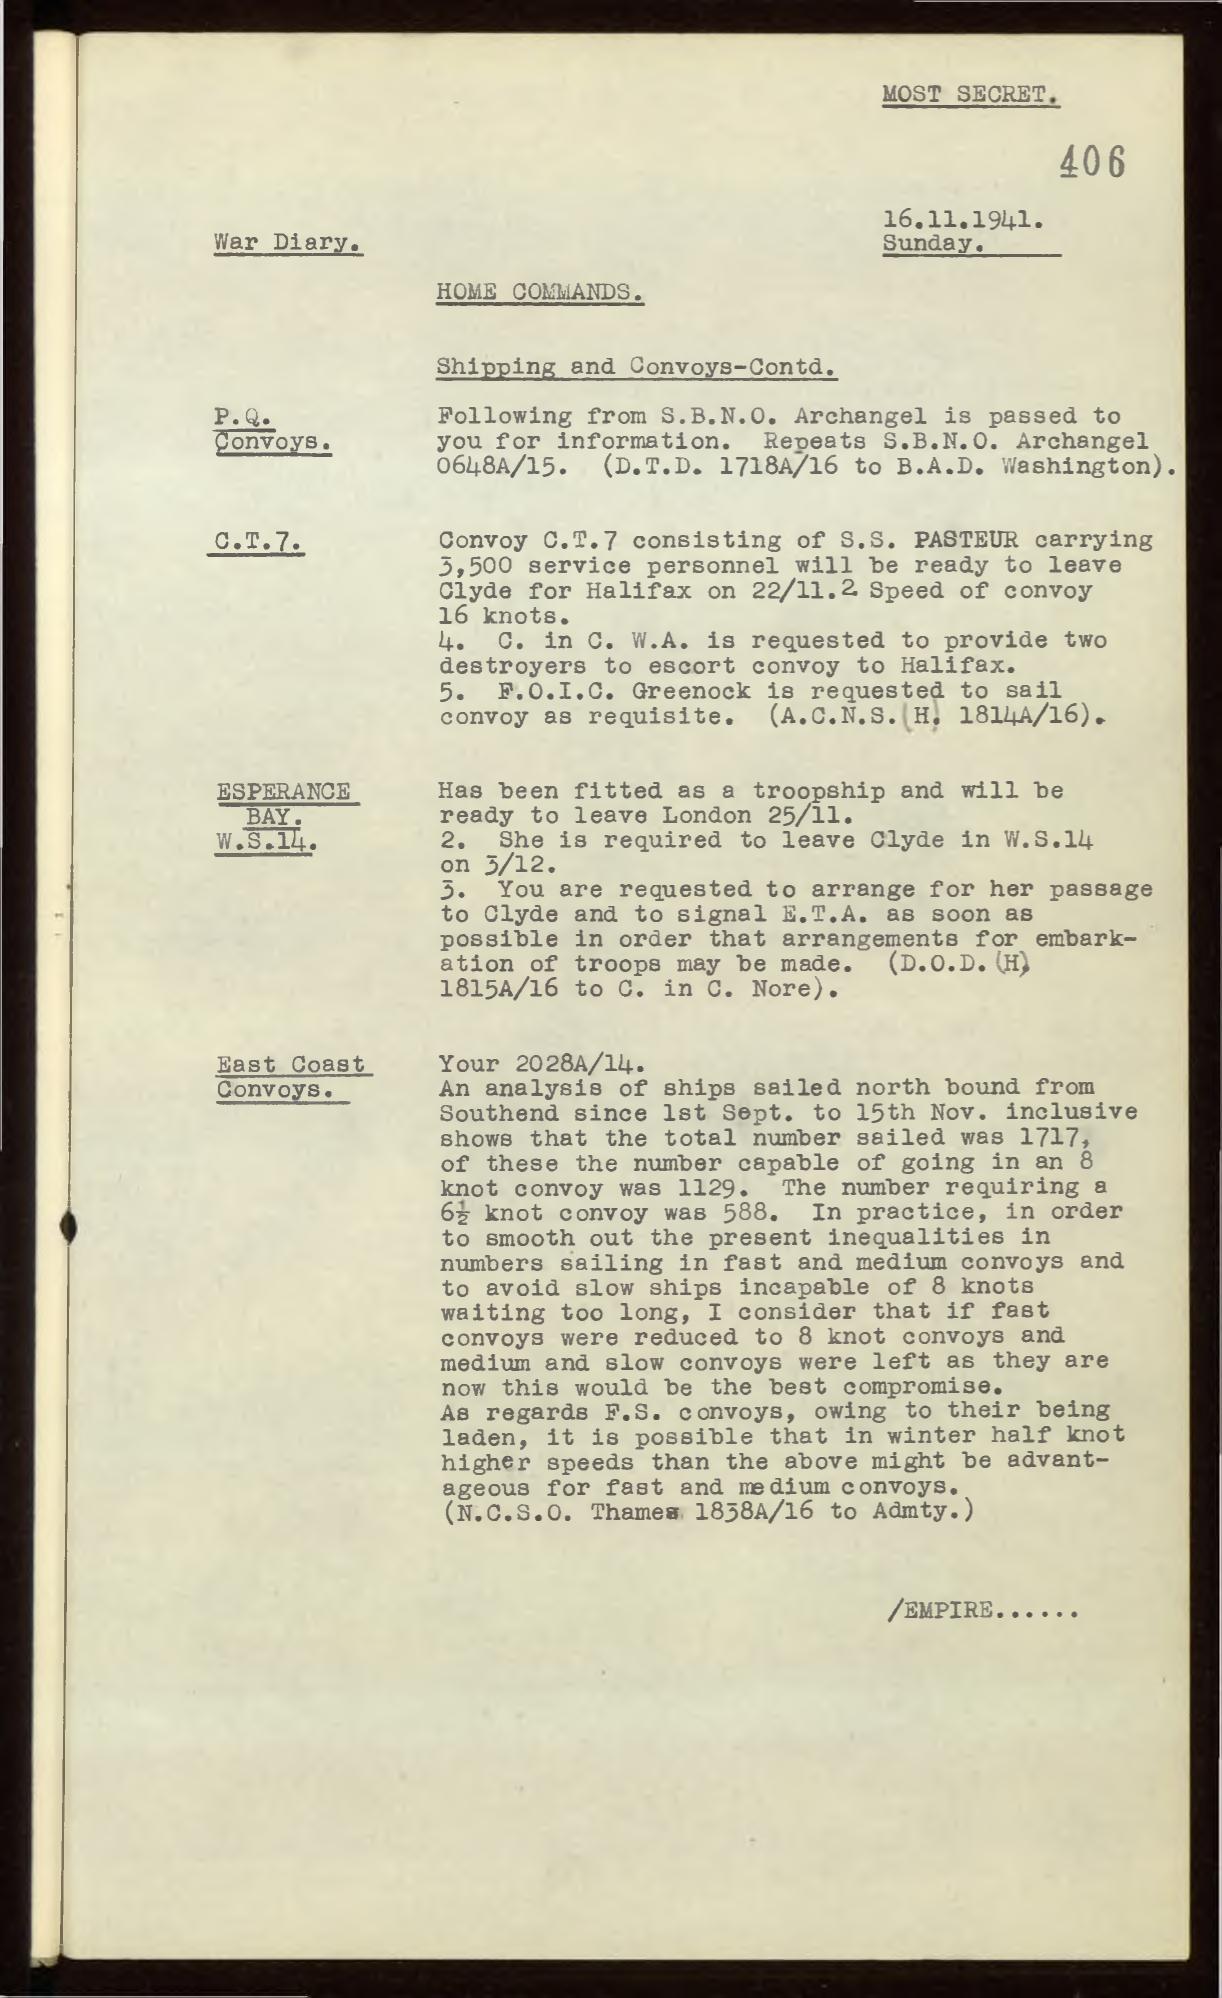 MOST SECRET.
406
16.11.1941.
War Diary.
Sunday.
HOME COMMANDS.
Shipping and Convoys-Contd.
P.Q.
Convoys.
Following from S.B.N.O. Archangel is passed to
you for information. Repeats S.B.N.O. Archangel
0648A/15. (D.T.D. 1718A/16 to B.A.D. Washington).
C.T.7.
Convoy C.T.7 consisting of S.S. PASTEUR carrying
3,500 service personnel will be ready to leave
Clyde for Halifax on 22/11.2 Speed of convoy
16 knots.
4. C. in C. W.A. is requested to provide two
destroyers to escort convoy to Halifax.
5. F.O.I.C. Greenock is requested to sail
convoy as requisite. (A.C.N.S.(H) 1814A/16).
ESPERANCE
BAY.
W.S.14.
Has been fitted as a troopship and will be
ready to leave London 25/11.
2. She is required to leave Clyde in W.S.14
on 3/12.
3. You are requested to arrange for her passage
to Clyde and to signal E.T.A. as soon as
possible in order that arrangements for embark-
ation of troops may be made. (D.O.D.(H)
1815A/16 to C. in C. Nore).
East Coast
Convoys.
Your 2028A/14.
An analysis of ships sailed north bound from
Southend since 1st Sept. to 15th Nov. inclusive
shows that the total number sailed was 1717,
of these the number capable of going in an 8
knot convoy was 1129. The number requiring a
6½ knot convoy was 588. In practice, in order
to smooth out the present inequalities in
numbers sailing in fast and medium convoys and
to avoid slow ships incapable of 8 knots
waiting too long, I consider that if fast
convoys were reduced to 8 knot convoys and
medium and slow convoys were left as they are
now this would be the best compromise.
As regards F.S. convoys, owing to their being
laden, it is possible that in winter half knot
higher speeds than the above might be advant-
ageous for fast and medium convoys.
(N.C.S.O. Thames 1838A/16 to Admty.)
/EMPIRE......